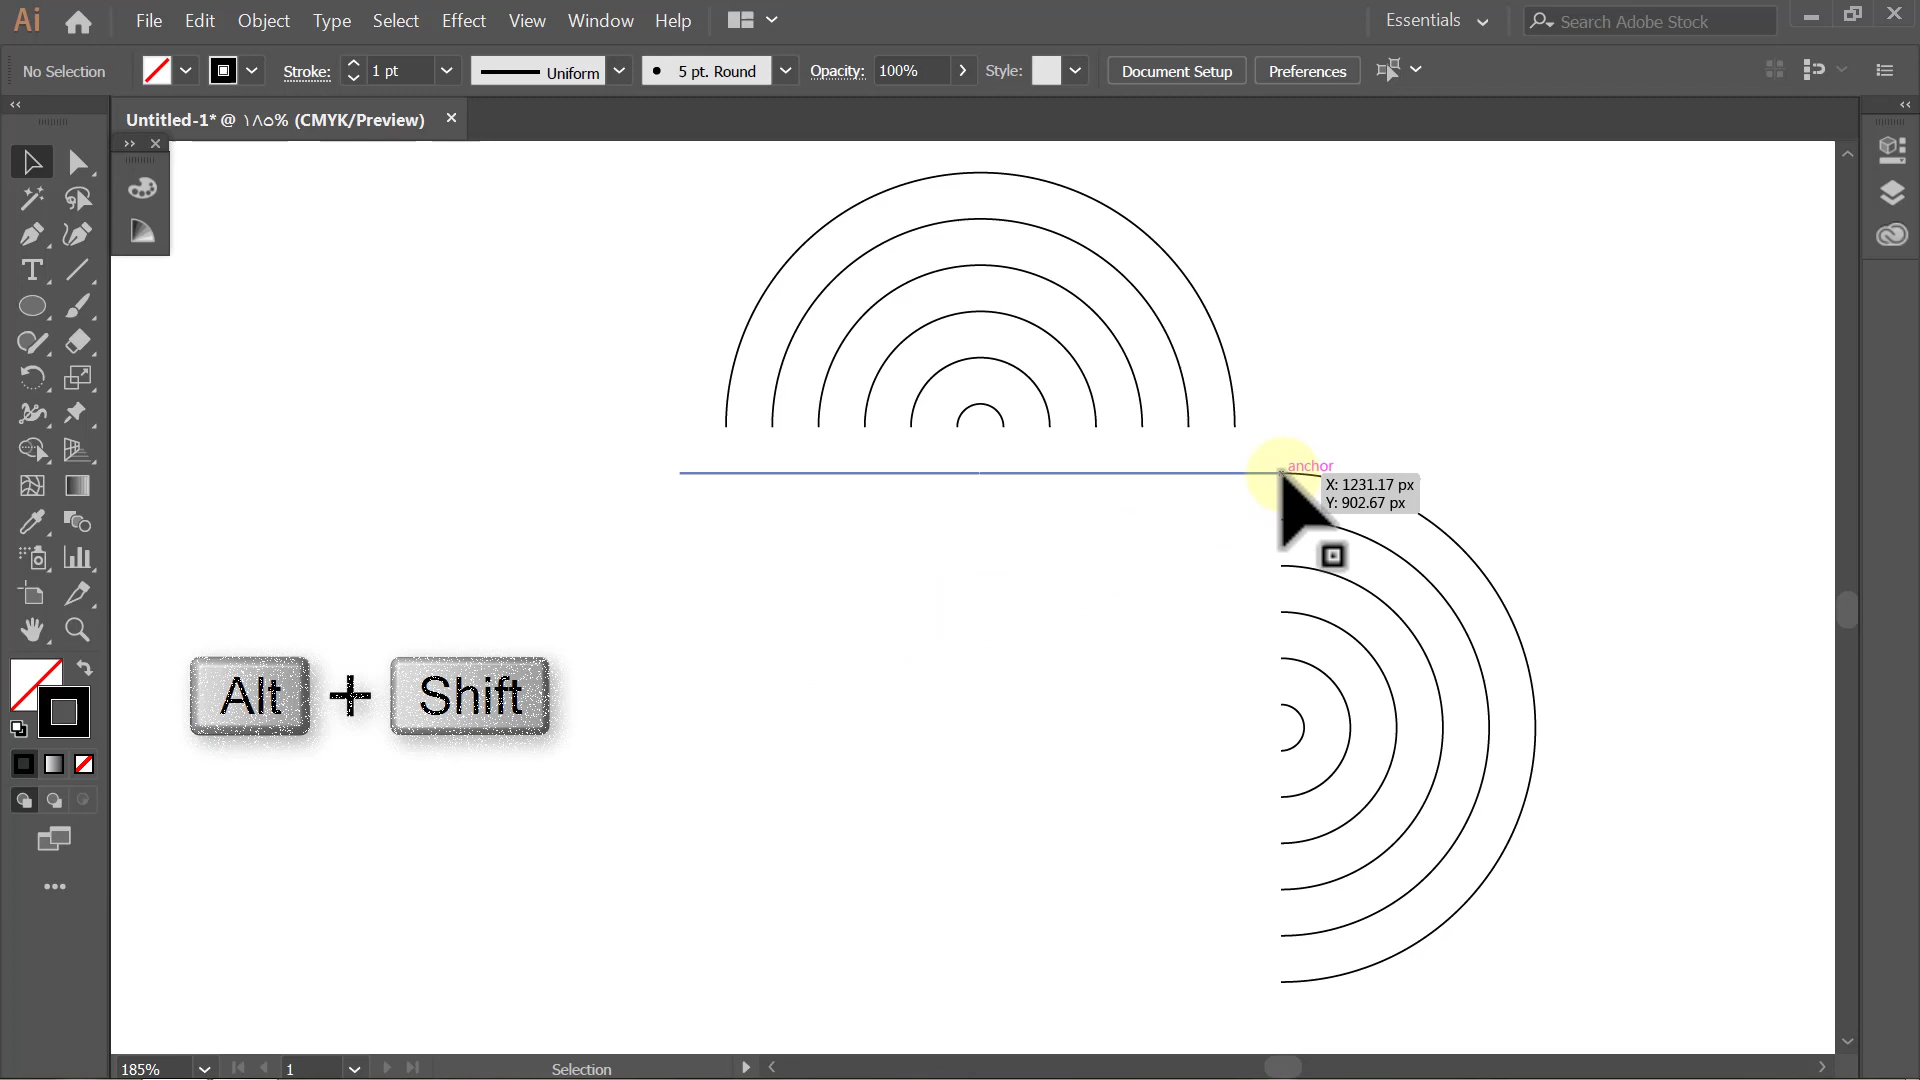 Ai File Edit Object Type Select Effect View Window Help Essentials Search Adobe Stock
No Selection Stroke: 1 pt Uniform 5 pt. Round Opacity: 100% Style: Document Setup Preferences
Untitled-1* @ ١٨٥% (CMYK/Preview)
anchor
X: 1231.17 px
Y: 902.67 px
Alt + Shift
185% 1 Selection